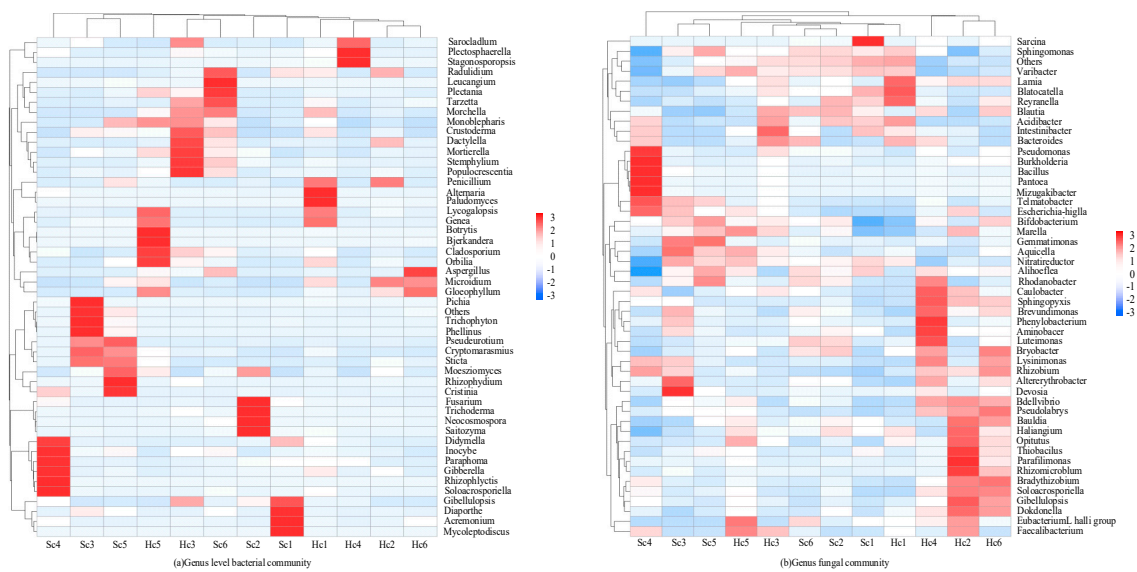 Sarocladlum
Plectosphaerella
Stagonosporopsis
Radulidium
Leucangium
Plectania
Tarzetta
Morchella
Monoblepharis
Crustoderma
Dactylella
Mortierella
Stemphylium
Populocrescentia
Penicillium
Alternaria
Paludomyces
Lycogalopsis
Genea
Botrytis
Bjerkandera
Cladosporium
Orbilia
Aspergillus
Microidium
Gloeophyllum
Pichia
Others
Trichophyton
Phellinus
Pseudeurotium
Cryptomarasmius
Sticta
Moesziomyces
Rhizophydium
Cristinia
Fusarium
Trichoderma
Neocosmospora
Saitozyma
Didymella
Inocybe
Paraphoma
Gibberella
Rhizophlyctis
Soloacrosporiella
Gibellulopsis
Diaporthe
Acremonium
Mycoleptodiscus
3
2
1
0
-1
-2
-3
Sc4 Sc3 Sc5 Hc5 Hc3 Sc6 Sc2 Sc1 Hc1 Hc4 Hc2 Hc6
(a)Genus level bacterial community
Sarcina
Sphingomonas
Others
Varibacter
Lamia
Blatocatella
Reyranella
Blautia
Acidibacter
Intestinibacter
Bacteroides
Pseudomonas
Burkholderia
Bacillus
Pantoea
Mizugakibacter
Telmatobacter
Escherichia-higlla
Bifdobacterium
Marella
Gemmatimonas
Aquicella
Nitratireductor
Alihoeflea
Rhodanobacter
Caulobacter
Sphingopyxis
Brevundimonas
Phenylobacterium
Aminobacer
Luteimonas
Bryobacter
Lysinimonas
Rhizobium
Altererythrobacter
Devosia
Bdellvibrio
Pseudolabrys
Bauldia
Haliangium
Opitutus
Thiobacilus
Parafilimonas
Rhizomicroblum
Bradythizobium
Soloacrosporiella
Gibellulopsis
Dokdonella
EubacteriumL halli group
Faecalibacterium
3
2
1
0
-1
-2
-3
Sc4 Sc3 Sc5 Hc5 Hc3 Sc6 Sc2 Sc1 Hc1 Hc4 Hc2 Hc6
(b)Genus fungal community